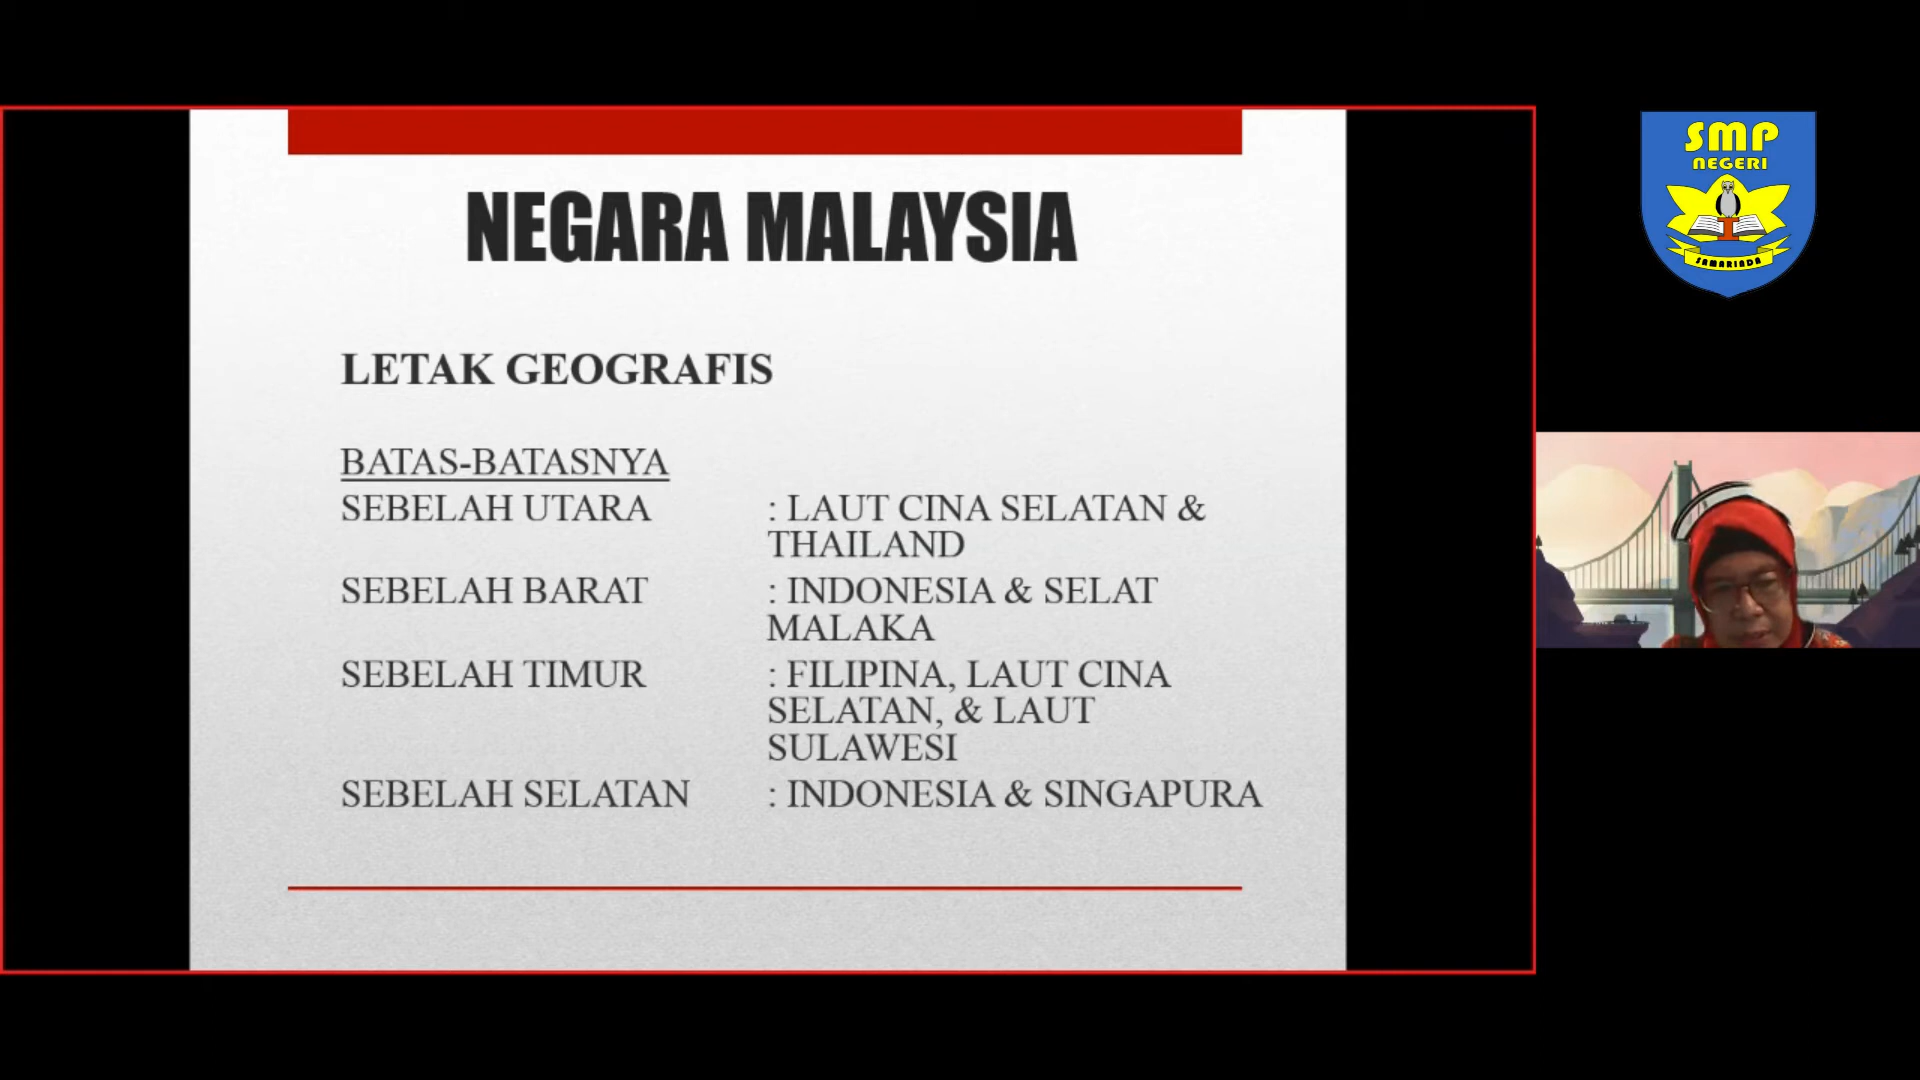 NEGARA MALAYSIA
LETAK GEOGRAFIS
BATAS-BATASNYA
SEBELAH UTARA : LAUT CINA SELATAN &
THAILAND
SEBELAH BARAT : INDONESIA & SELAT
MALAKA
SEBELAH TIMUR : FILIPINA, LAUT CINA
SELATAN, & LAUT
SULAWESI
SEBELAH SELATAN : INDONESIA & SINGAPURA
SMP
NEGERI
I
SAMARINDA